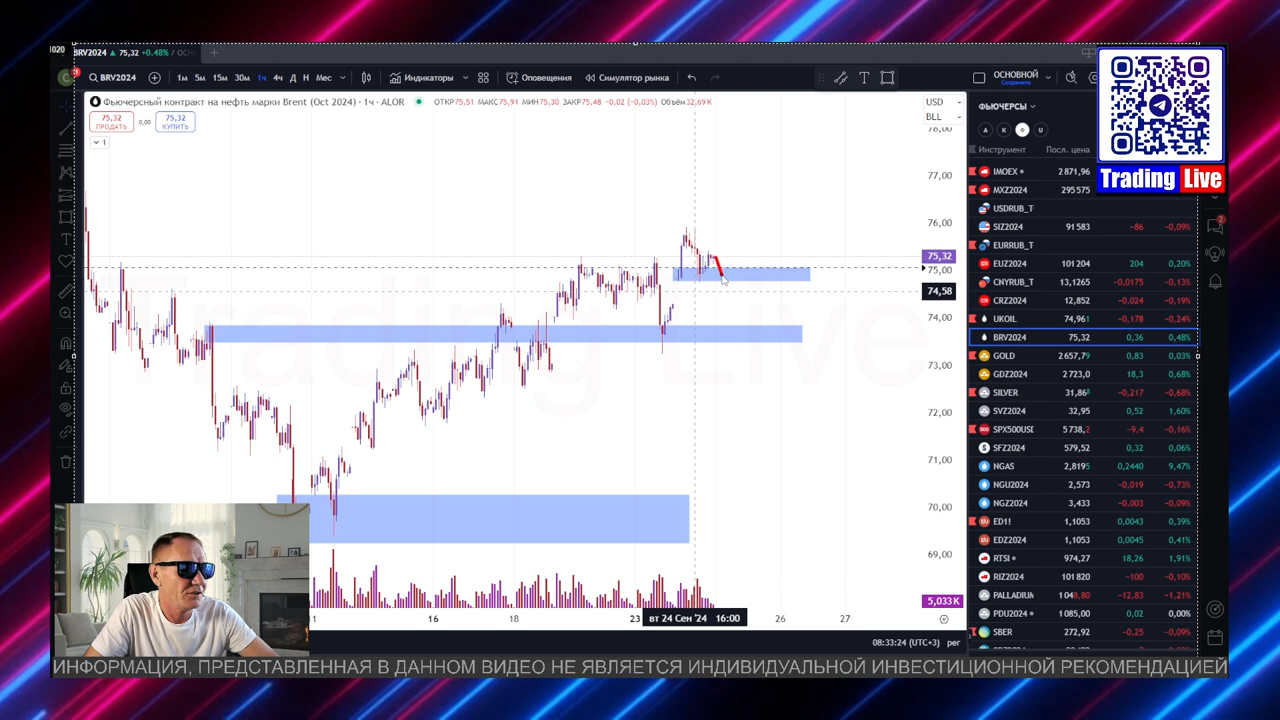 1020
BRV2024 ▲ 75,32 +0.48% / ОСН
BRV2024 1м 5м 15м 30м 1ч 4ч Д Н Мес Индикаторы Оповещения Симулятор рынка ОСНОВНОЙ
Сохранить
Trading Live
Фьючерсный контракт на нефть марки Brent (Oct 2024) · 1ч · ALOR ОТКР75,51 МАКС75,91 МИН75,30 ЗАКР75,48 -0,02 (-0,03%) Объём32,69K
75,32
ПРОДАТЬ
0,00
75,32
КУПИТЬ
1
USD
BLL
78,00
77,00
76,00
75,32
75,00
74,58
74,00
73,00
72,00
71,00
70,00
69,00
5,033K
16 18 23 вт 24 Сен '24 16:00 26 27
08:33:24 (UTC+3) рег
ФЬЮЧЕРСЫ
A K O U
Инструмент Посл. цена
IMOEX 2 871,96
MXZ2024 295 575
USDRUB_T
SIZ2024 91 583 -86 -0,09%
EURRUB_T
EUZ2024 101 204 204 0,20%
CNYRUB_T 13,1265 -0,0175 -0,13%
CRZ2024 12,852 -0,024 -0,19%
UKOIL 74,961 -0,178 -0,24%
BRV2024 75,32 0,36 0,48%
GOLD 2 657,79 0,83 0,03%
GDZ2024 2 723,0 18,3 0,68%
SILVER 31,868 -0,217 -0,68%
SVZ2024 32,95 0,52 1,60%
SPX500USD 5 738,2 -9,4 -0,16%
SFZ2024 579,52 0,32 0,06%
NGAS 2,8195 0,2440 9,47%
NGU2024 2,573 -0,019 -0,73%
NGZ2024 3,433 -0,003 -0,09%
ED1! 1,1053 0,0043 0,39%
EDZ2024 1,1053 0,0045 0,41%
RTSI 974,27 18,26 1,91%
RIZ2024 101 820 -100 -0,10%
PALLADIUM 1 048,80 -12,83 -1,21%
PDU2024 1 085,00 0,02 0,00%
SBER 272,92 -0,25 -0,09%
ИНФОРМАЦИЯ, ПРЕДСТАВЛЕННАЯ В ДАННОМ ВИДЕО НЕ ЯВЛЯЕТСЯ ИНДИВИДУАЛЬНОЙ ИНВЕСТИЦИОННОЙ РЕКОМЕНДАЦИЕЙ